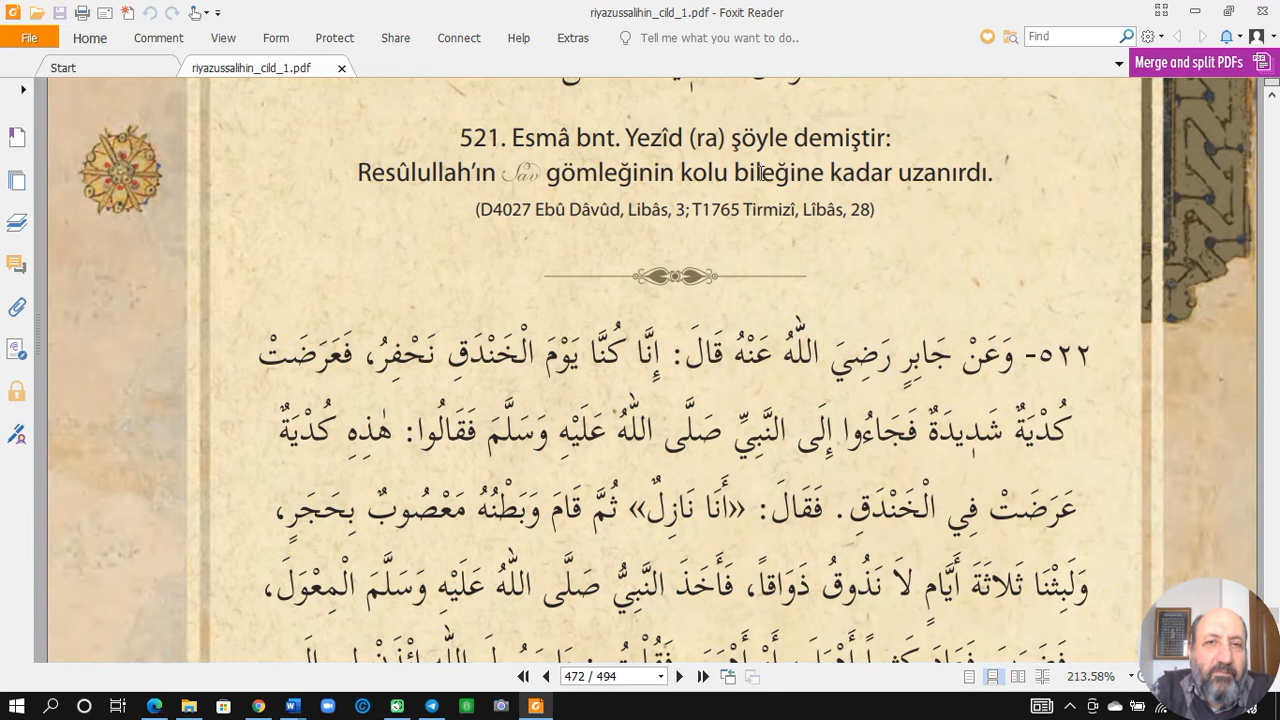 riyazussalihin_cild_1.pdf - Foxit Reader
File Home Comment View Form Protect Share Connect Help Extras Tell me what you want to do.. Find
Start riyazussalihin_cild_1.pdf Merge and split PDFs
521. Esmâ bnt. Yezîd (ra) şöyle demiştir:
Resûlullah’ın Sav gömleğinin kolu bileğine kadar uzanırdı.
(D4027 Ebû Dâvûd, Libâs, 3; T1765 Tirmizî, Lîbâs, 28)
٥٢٢- وَعَنْ جَابِرٍ رَضِيَ اللّٰهُ عَنْهُ قَالَ: إِنَّا كُنَّا يَوْمَ الْخَنْدَقِ نَحْفِرُ، فَعَرَضَتْ
كُدْيَةٌ شَدِيدَةٌ فَجَاءُوا إِلَى النَّبِيِّ صَلَّى اللّٰهُ عَلَيْهِ وَسَلَّمَ فَقَالُوا: هٰذِهِ كُدْيَةٌ
عَرَضَتْ فِي الْخَنْدَقِ. فَقَالَ: «أَنَا نَازِلٌ» ثُمَّ قَامَ وَبَطْنُهُ مَعْصُوبٌ بِحَجَرٍ،
وَلَبِثْنَا ثَلاثَةَ أَيَّامٍ لاَ نَذُوقُ ذَوَاقاً، فَأَخَذَ النَّبِيُّ صَلَّى اللّٰهُ عَلَيْهِ وَسَلَّمَ الْمِعْوَلَ،
472 / 494 213.58%